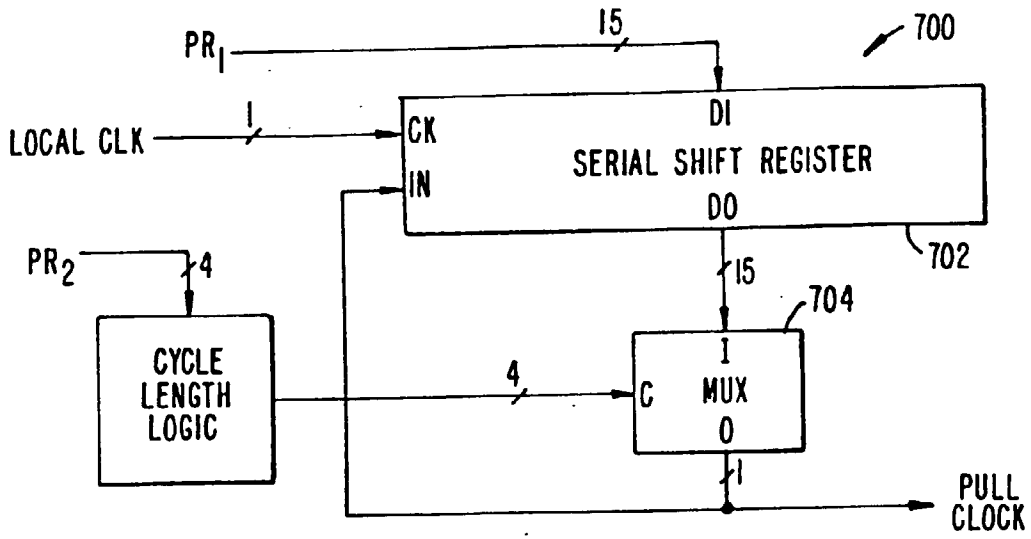 PR1
15
700
LOCAL CLK
1
CK
DI
SERIAL SHIFT REGISTER
IN
DO
702
PR2
4
15
704
CYCLE
LENGTH
LOGIC
4
I
C
MUX
O
1
PULL
CLOCK